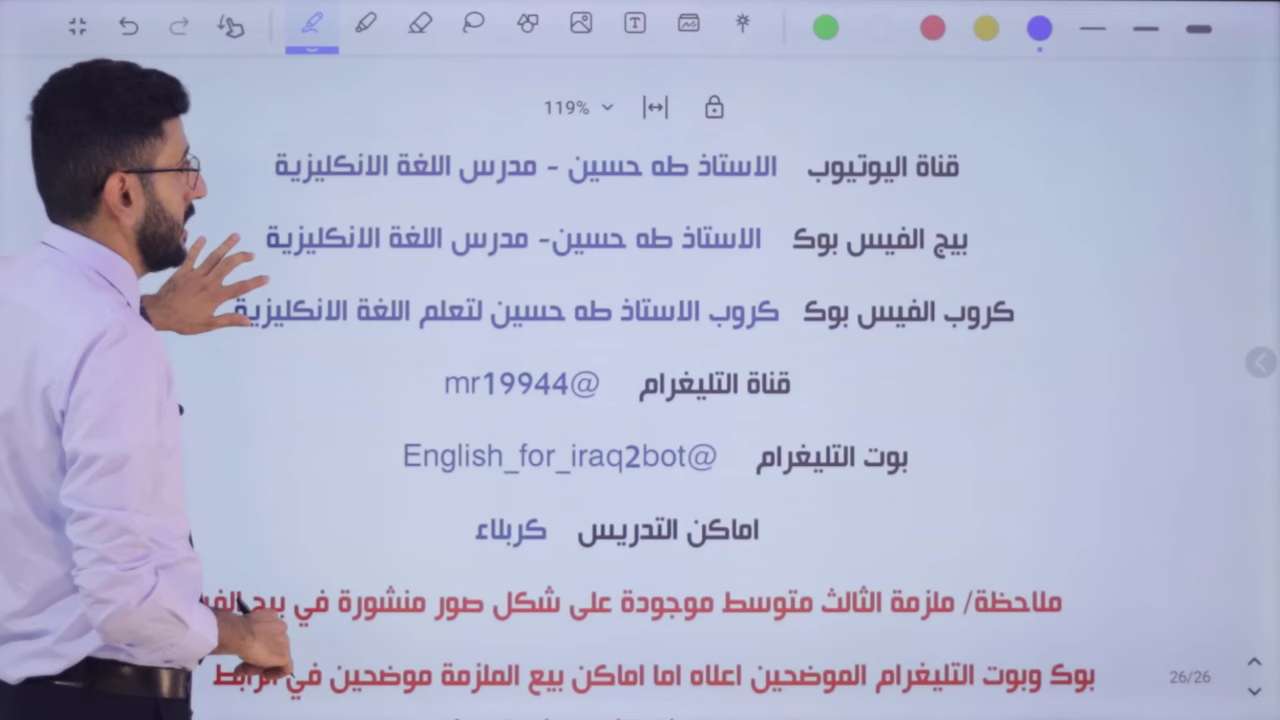 119%
قناة اليوتيوب الاستاذ طه حسين - مدرس اللغة الانكليزية
بيج الفيس بوك الاستاذ طه حسين- مدرس اللغة الانكليزية
كروب الفيس بوك كروب الاستاذ طه حسين لتعلم اللغة الانكليزية
قناة التليغرام mr19944@
بوت التليغرام English_for_iraq2bot@
اماكن التدريس كربلاء
ملاحظة/ ملزمة الثالث متوسط موجودة على شكل صور منشورة في بيج
بوك وبوت التليغرام الموضحين اعلاه اما اماكن بيع الملزمة موضحين في الرابط
26/26